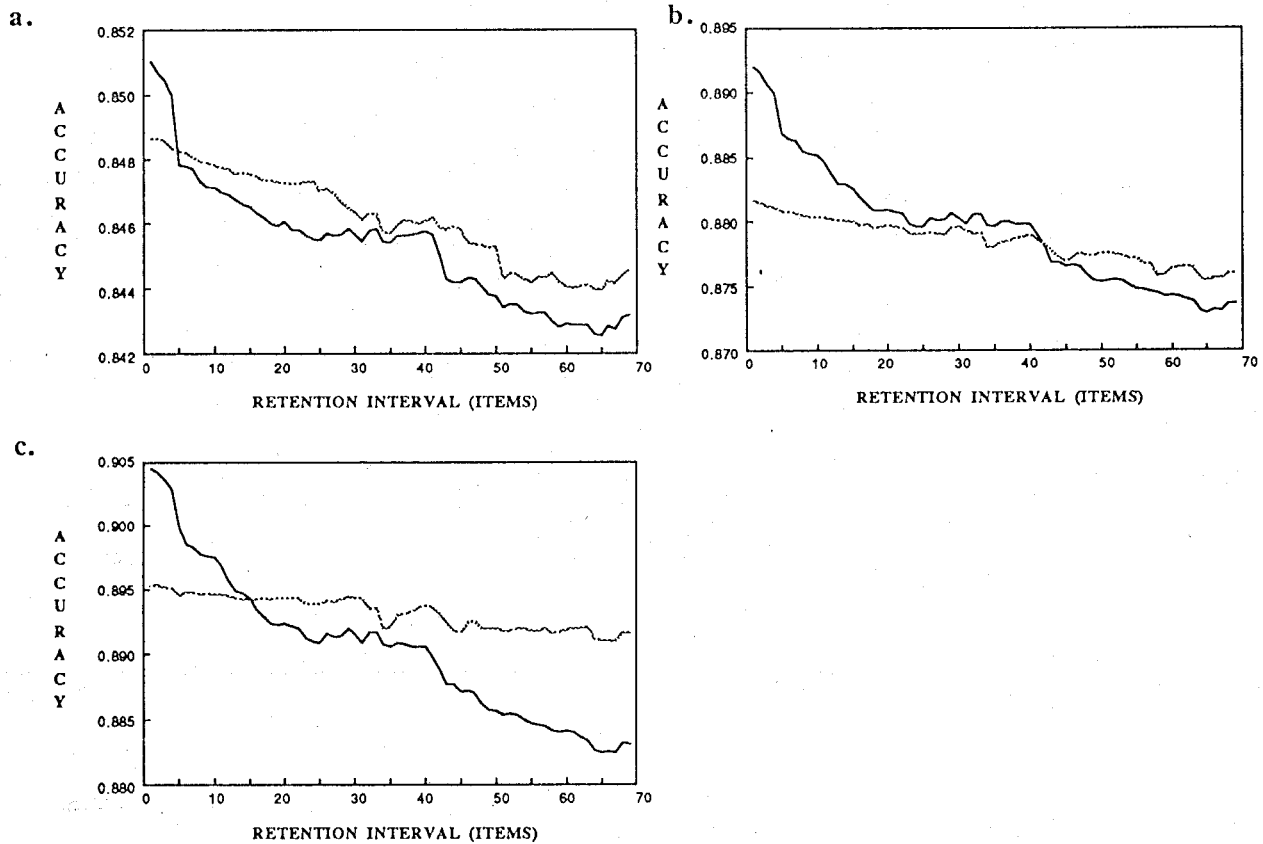 a.
0.852
0.850
0.848
0.846
0.844
0.842
ACCURACY
0 10 20 30 40 50 60 70
RETENTION INTERVAL (ITEMS)
b.
0.895
0.890
0.885
0.880
0.875
0.870
ACCURACY
0 10 20 30 40 50 60 70
RETENTION INTERVAL (ITEMS)
c.
0.905
0.900
0.895
0.890
0.885
0.880
ACCURACY
0 10 20 30 40 50 60 70
RETENTION INTERVAL (ITEMS)